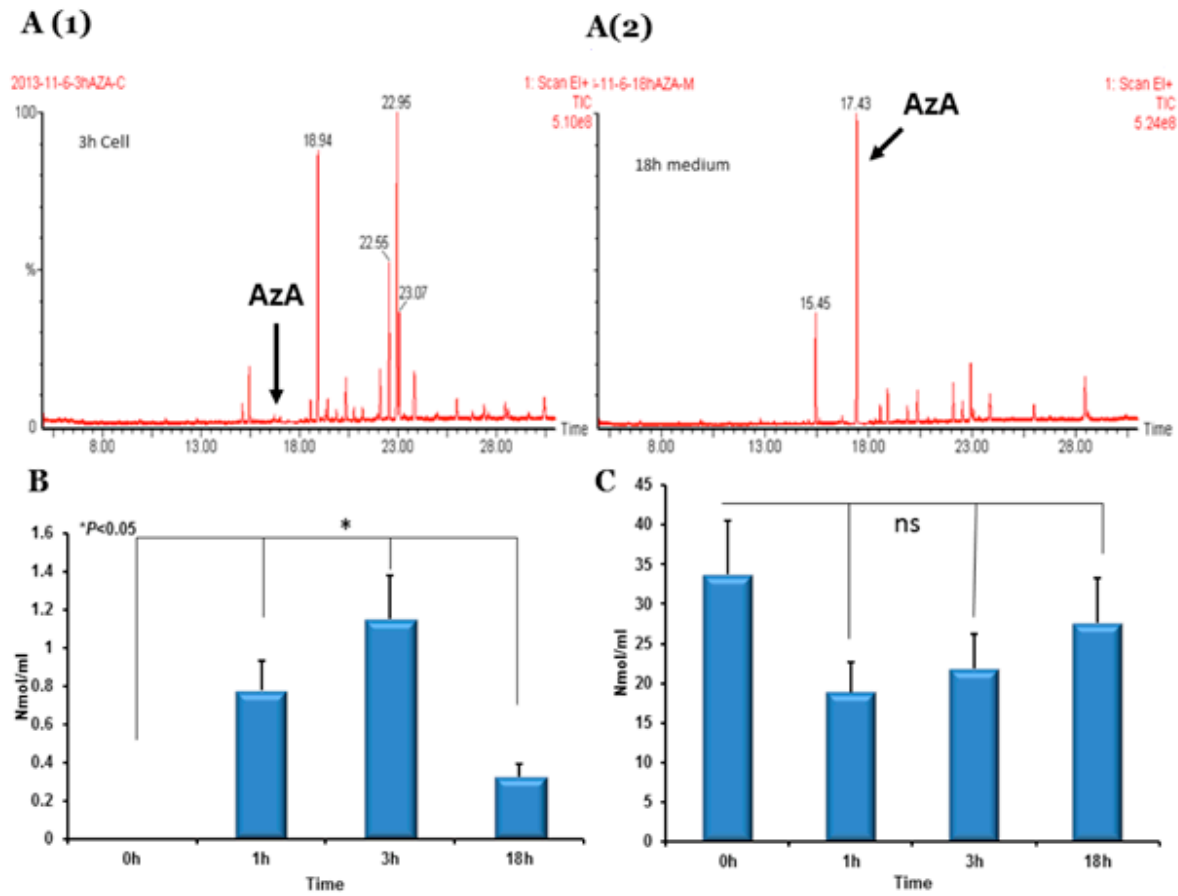 A (1)
A(2)
2013-11-6-3hAZA-C
1: Scan EI+
TIC
5.10e8
-11-6-18hAZA-M
1: Scan EI+
TIC
5.24e8
100
%
0
3h Cell
AzA
18.94
22.55
22.95
23.07
8.00
13.00
18.00
23.00
28.00
Time
18h medium
AzA
15.45
17.43
8.00
13.00
18.00
23.00
28.00
Time
B
*P<0.05
*
Nmol/ml
1.6
1.4
1.2
1
0.8
0.6
0.4
0.2
0
0h
1h
3h
18h
Time
C
ns
Nmol/ml
45
40
35
30
25
20
15
10
5
0
0h
1h
3h
18h
Time